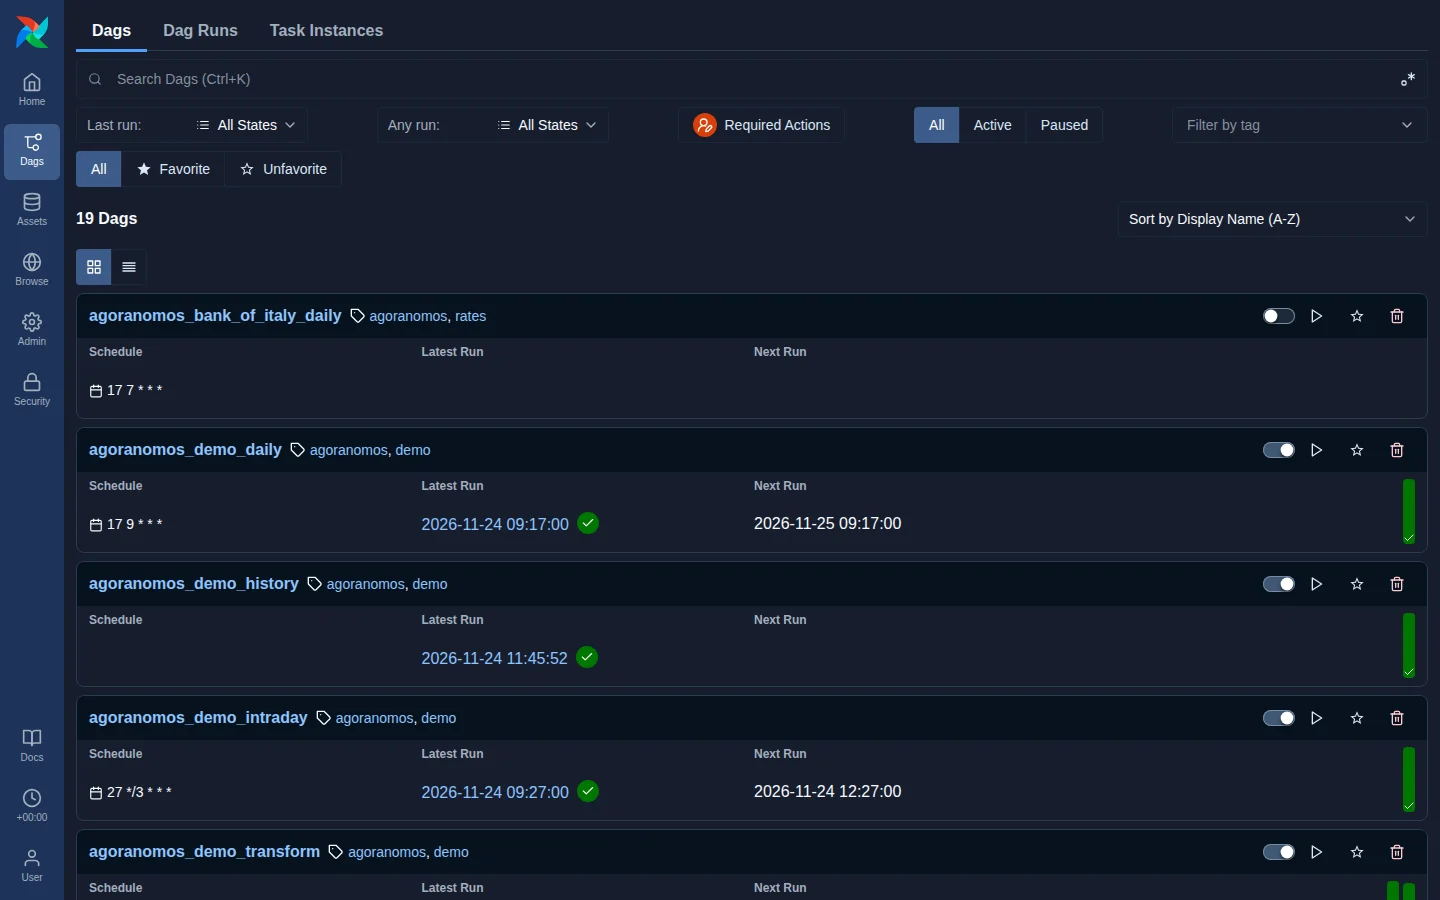 Dags Dag Runs Task Instances
Search Dags (Ctrl+K)
Last run: All States Any run: All States Required Actions All Active Paused Filter by tag
All Favorite Unfavorite
19 Dags Sort by Display Name (A-Z)
agoranomos_bank_of_italy_daily agoranomos, rates
Schedule Latest Run Next Run
17 7 * * *
agoranomos_demo_daily agoranomos, demo
Schedule Latest Run Next Run
17 9 * * * 2026-11-24 09:17:00 2026-11-25 09:17:00
agoranomos_demo_history agoranomos, demo
Schedule Latest Run Next Run
2026-11-24 11:45:52
agoranomos_demo_intraday agoranomos, demo
Schedule Latest Run Next Run
27 */3 * * * 2026-11-24 09:27:00 2026-11-24 12:27:00
agoranomos_demo_transform agoranomos, demo
Schedule Latest Run Next Run
Home
Dags
Assets
Browse
Admin
Security
Docs
+00:00
User